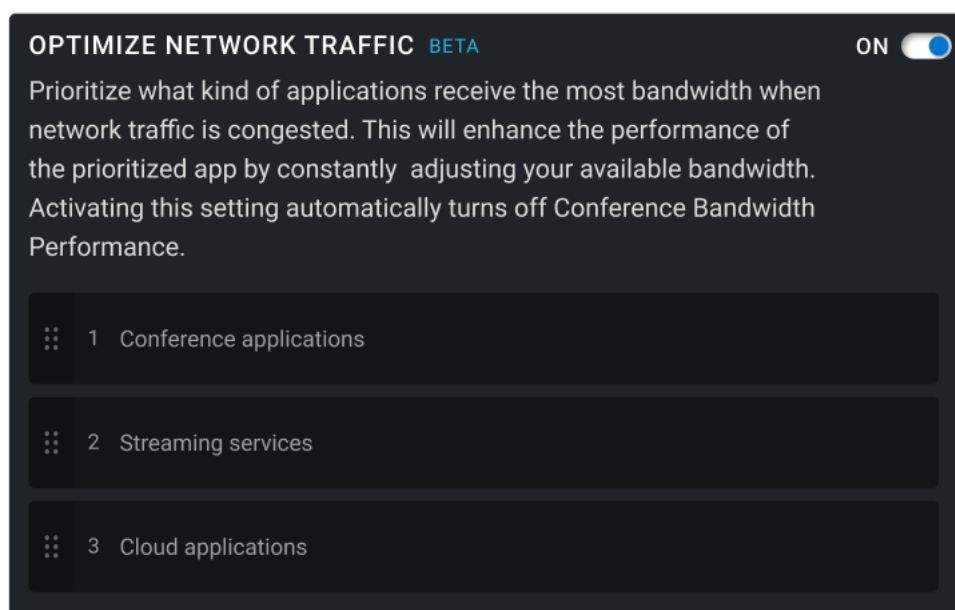 OPTIMIZE NETWORK TRAFFIC BETA ON
Prioritize what kind of applications receive the most bandwidth when
network traffic is congested. This will enhance the performance of
the prioritized app by constantly  adjusting your available bandwidth.
Activating this setting automatically turns off Conference Bandwidth
Performance.
1 Conference applications
2 Streaming services
3 Cloud applications